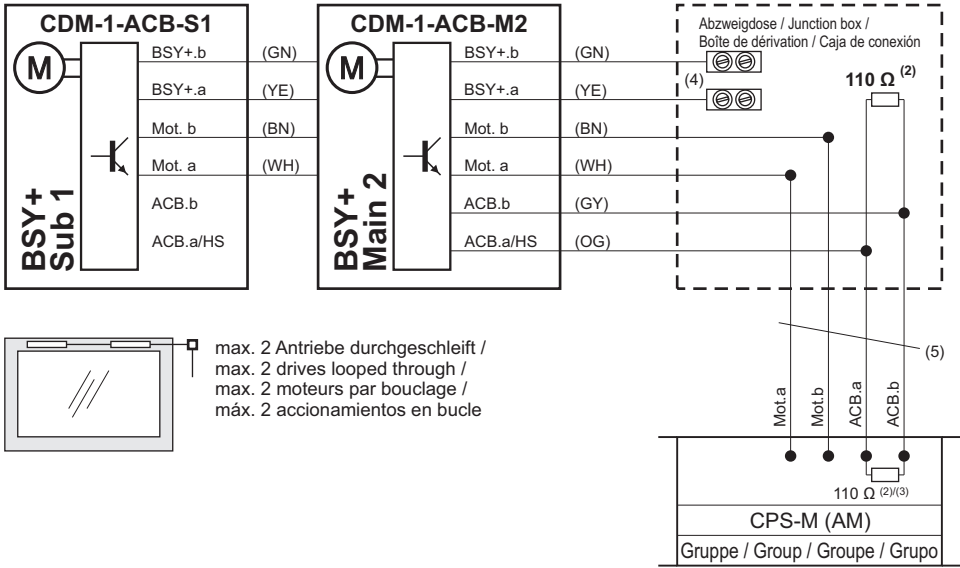 CDM-1-ACB-S1
M
BSY+.b (GN)
BSY+.a (YE)
Mot. b (BN)
Mot. a (WH)
ACB.b
ACB.a/HS
BSY+
Sub 1
CDM-1-ACB-M2
M
BSY+.b (GN)
BSY+.a (YE)
Mot. b (BN)
Mot. a (WH)
ACB.b (GY)
ACB.a/HS (OG)
BSY+
Main 2
Abzweigdose / Junction box /
Boîte de dérivation / Caja de conexión
(4)
110 Ω (2)
(5)
max. 2 Antriebe durchgeschleift /
max. 2 drives looped through /
max. 2 moteurs par bouclage /
máx. 2 accionamientos en bucle
Mot.a
Mot.b
ACB.a
ACB.b
110 Ω (2)/(3)
CPS-M (AM)
Gruppe / Group / Groupe / Grupo